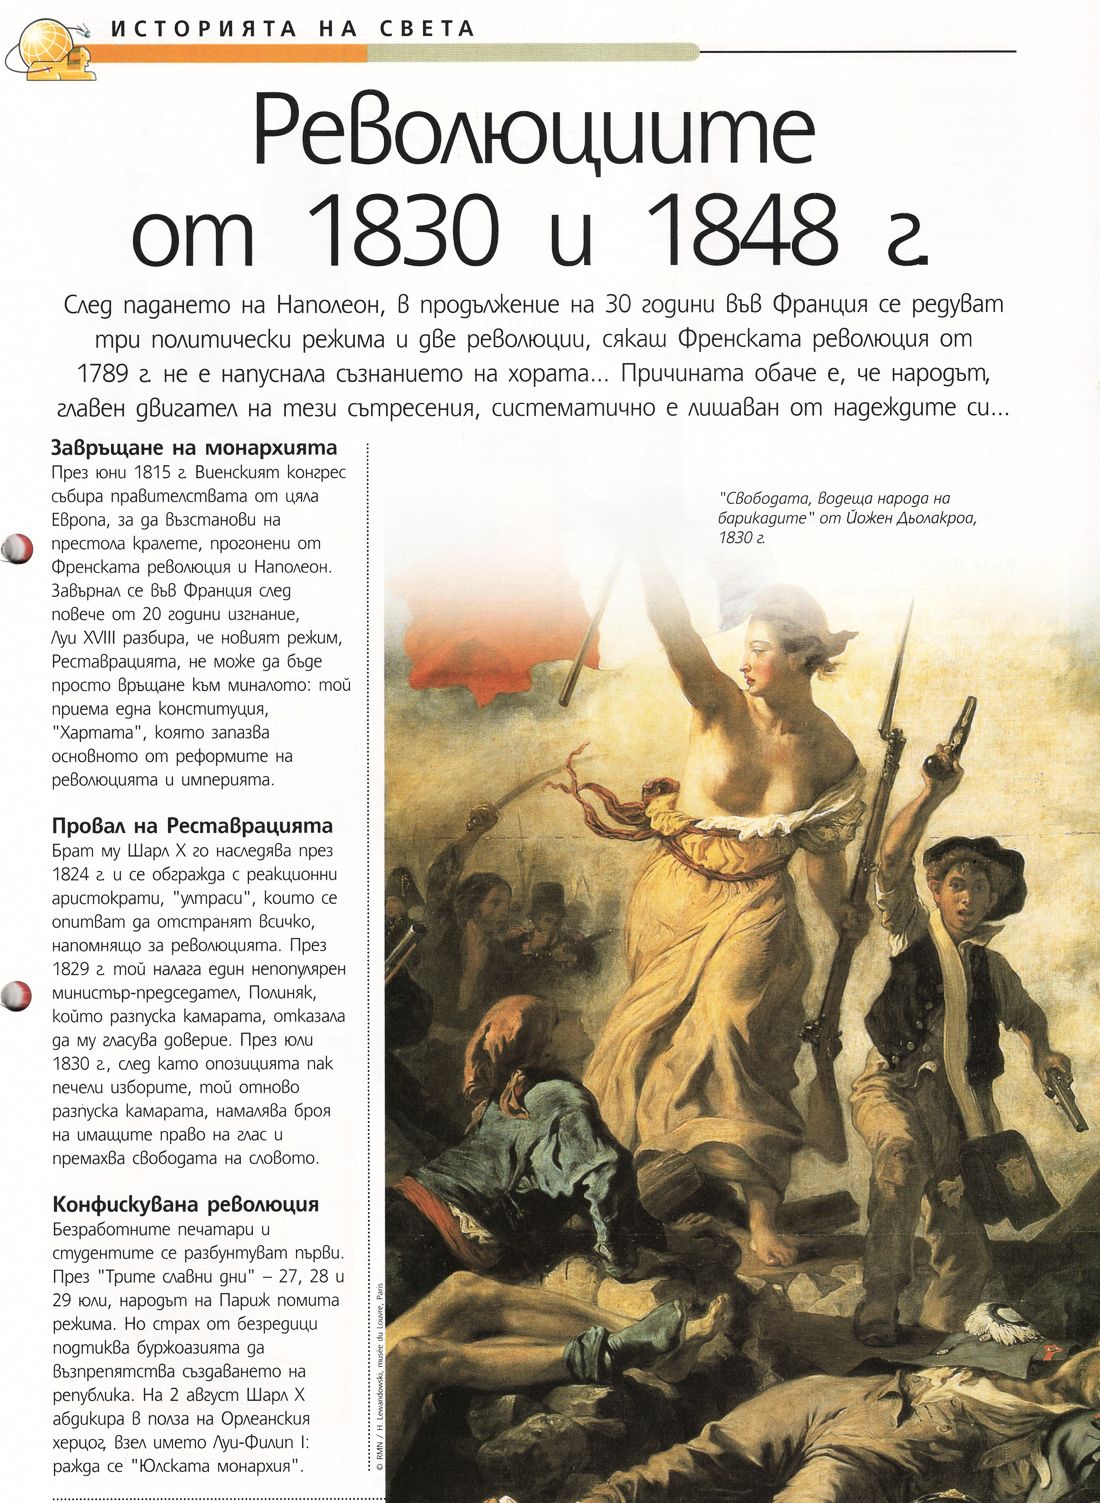 ИСТОРИЯТА НА СВЕТА
Революциите
от 1830 и 1848 г.
След падането на Наполеон, в продължение на 30 години във Франция се редуват
три политически режима и две революции, сякаш Френската революция от
1789 г. не е напуснала съзнанието на хората... Причината обаче е, че народът,
главен двигател на тези сътресения, систематично е лишаван от надеждите си...
Завръщане на монархията
През юни 1815 г. Виенският конгрес
събира правителствата от цяла
Европа, за да възстанови на
престола кралете, прогонени от
Френската революция и Наполеон.
Завърнал се във Франция след
повече от 20 години изгнание,
Луи XVIII разбира, че новият режим,
Реставрацията, не може да бъде
просто връщане към миналото: той
приема една конституция,
"Хартата", която запазва
основното от реформите на
революцията и империята.
Провал на Реставрацията
Брат му Шарл X го наследява през
1824 г. и се обгражда с реакционни
аристократи, "ултраси", които се
опитват да отстранят всичко,
напомнящо за революцията. През
1829 г. той налага един непопулярен
министър-председател, Полиняк,
който разпуска камарата, отказала
да му гласува доверие. През юли
1830 г., след като опозицията пак
печели изборите, той отново
разпуска камарата, намалява броя
на имащите право на глас и
премахва свободата на словото.
Конфискувана революция
Безработните печатари и
студентите се разбунтуват първи.
През "Трите славни дни" – 27, 28 и
29 юли, народът на Париж помита
режима. Но страх от безредици
подтиква буржоазията да
възпрепятства създаването на
република. На 2 август Шарл X
абдикира в полза на Орлеанския
херцог, взел името Луи-Филип I:
ражда се "Юлската монархия".
"Свободата, водеща народа на
барикадите" от Йожен Дьолакроа,
1830 г.
© RMN / H. Lewandowski, musée du Louvre, Paris